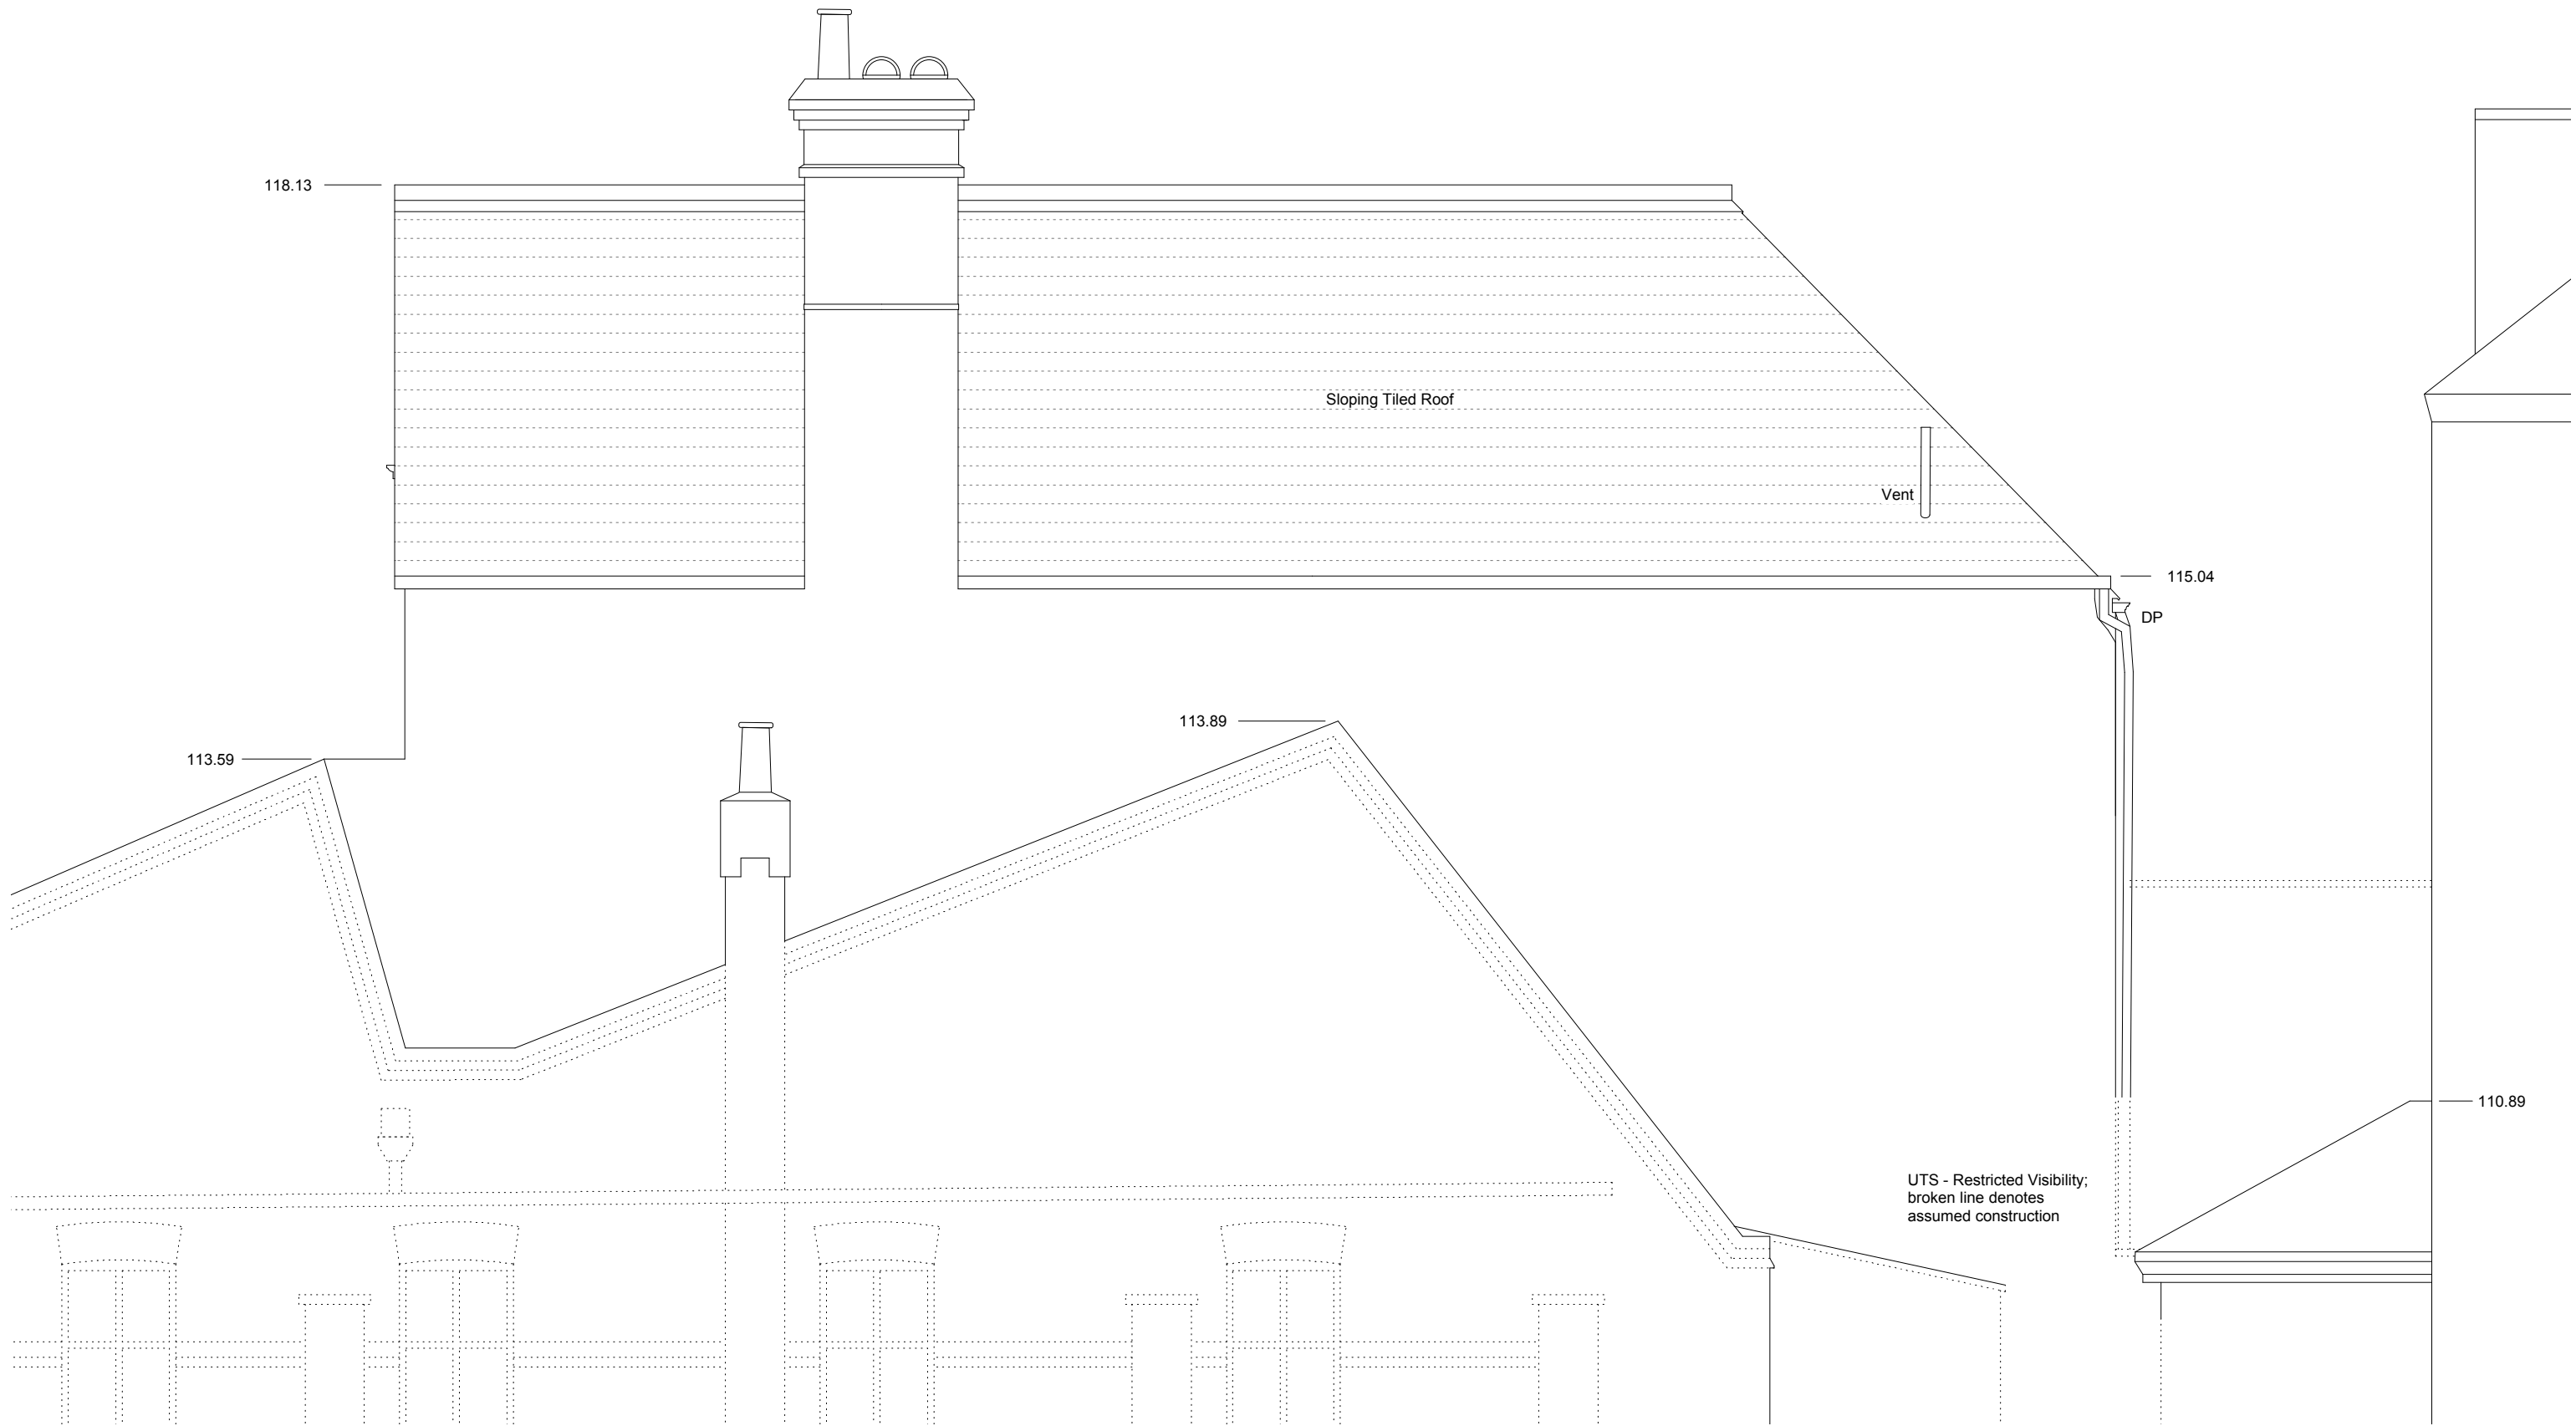 118.13
Sloping Tiled Roof
Vent
115.04
DP
113.89
113.59
110.89
UTS - Restricted Visibility;
broken line denotes
assumed construction